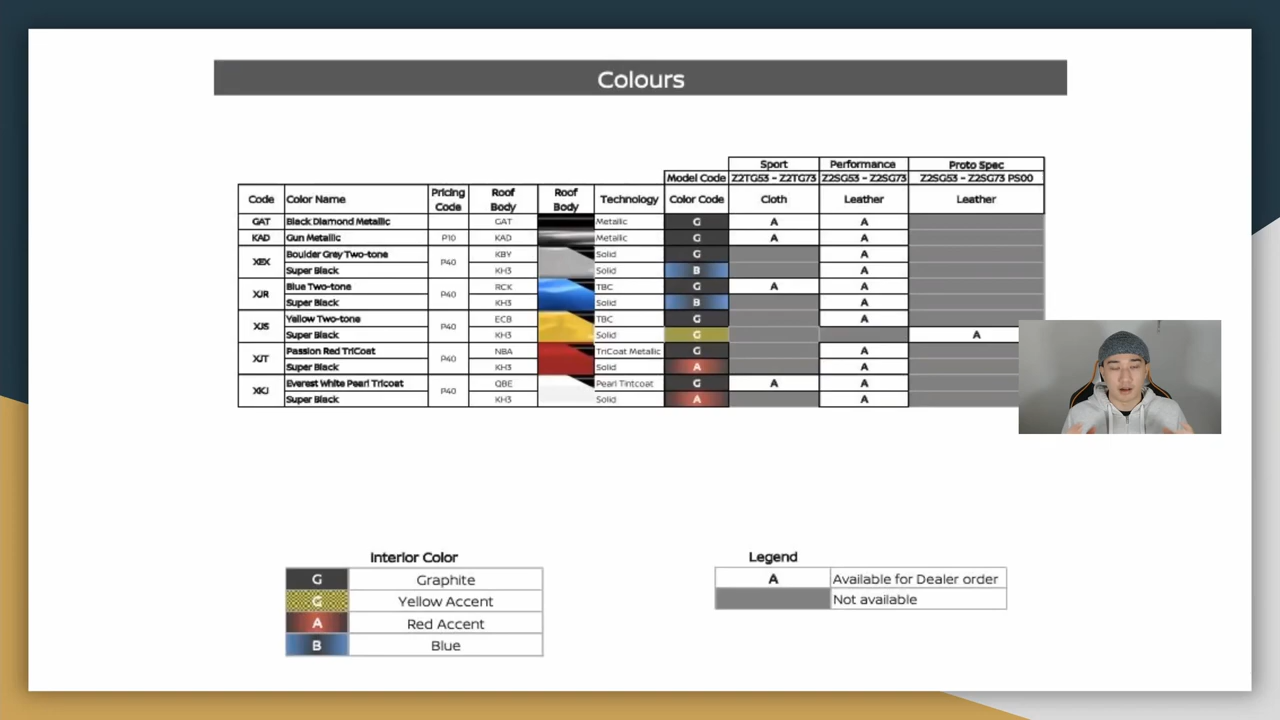 Colours
Sport Performance Proto Spec
Model Code Z2TG53 - Z2TG73 Z2SG53 - Z2SG73 Z2SG53 - Z2SG73 PS00
Code Color Name Pricing Code Roof Body Roof Body Technology Color Code Cloth Leather Leather
GAT Black Diamond Metallic GAT Metallic G A A
KAD Gun Metallic P10 KAD Metallic G A A
XEX Boulder Grey Two-tone P40 KBY Solid G A
Super Black KH3 Solid B A
XJR Blue Two-tone P40 RCK TBC G A A
Super Black KH3 Solid B A
XJS Yellow Two-tone P40 ECB TBC G A
Super Black KH3 Solid G A
XJT Passion Red TriCoat P40 NBA TriCoat Metallic G A
Super Black KH3 Solid A A
XKJ Everest White Pearl Tricoat P40 QBE Pearl Tintcoat G A A
Super Black KH3 Solid A A
Interior Color
G Graphite
G Yellow Accent
A Red Accent
B Blue
Legend
A Available for Dealer order
Not available